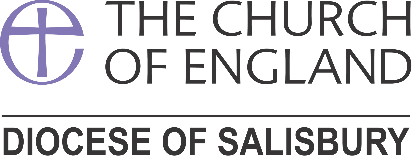 THE CHURCH
OF ENGLAND
DIOCESE OF SALISBURY